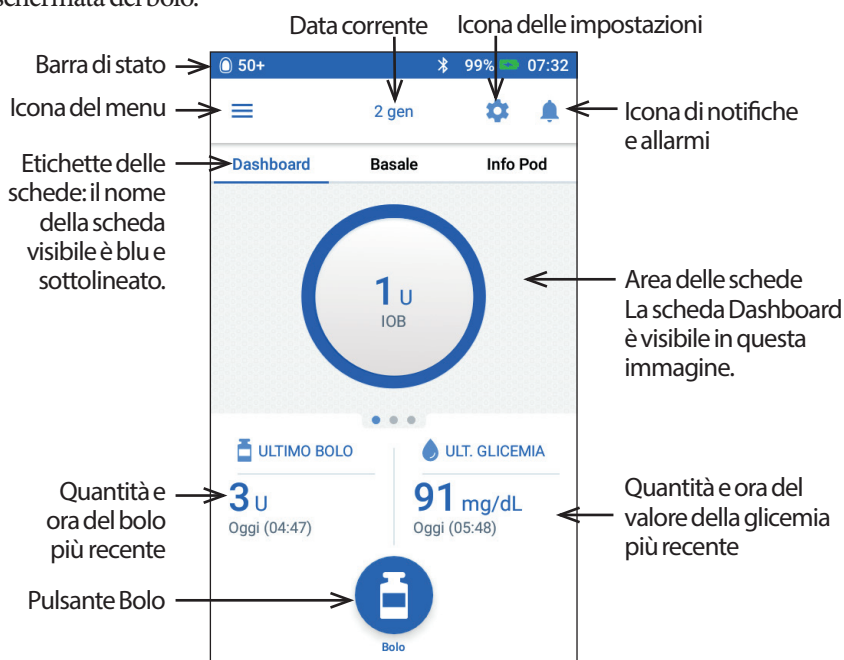 schermata del bolo.
Data corrente
Icona delle impostazioni
Barra di stato
50+
99%
07:32
Icona del menu
2 gen
Icona di notifiche
e allarmi
Etichette delle
schede: il nome
della scheda
visibile è blu e
sottolineato.
Dashboard
Basale
Info Pod
1 U
IOB
Area delle schede
La scheda Dashboard
è visibile in questa
immagine.
ULTIMO BOLO
ULT. GLICEMIA
Quantità e
ora del bolo
più recente
3 U
Oggi (04:47)
91 mg/dL
Oggi (05:48)
Quantità e ora del
valore della glicemia
più recente
Pulsante Bolo
Bolo